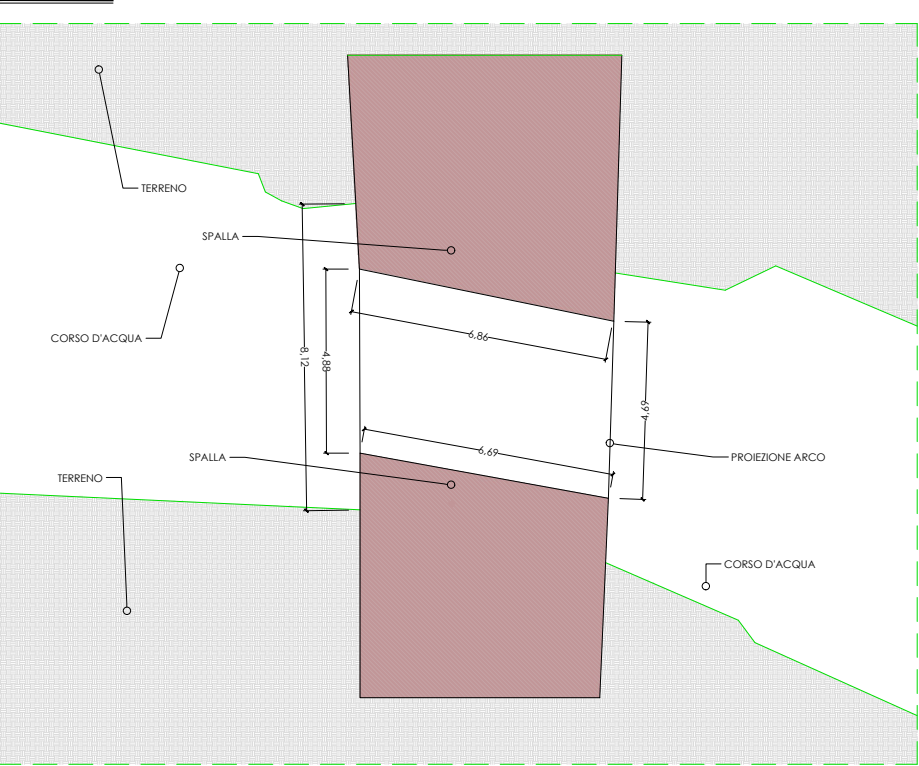 TERRENO
SPALLA
CORSO D'ACQUA
6,86
8,12
4,88
4,69
6,69
SPALLA
PROIEZIONE ARCO
TERRENO
CORSO D'ACQUA